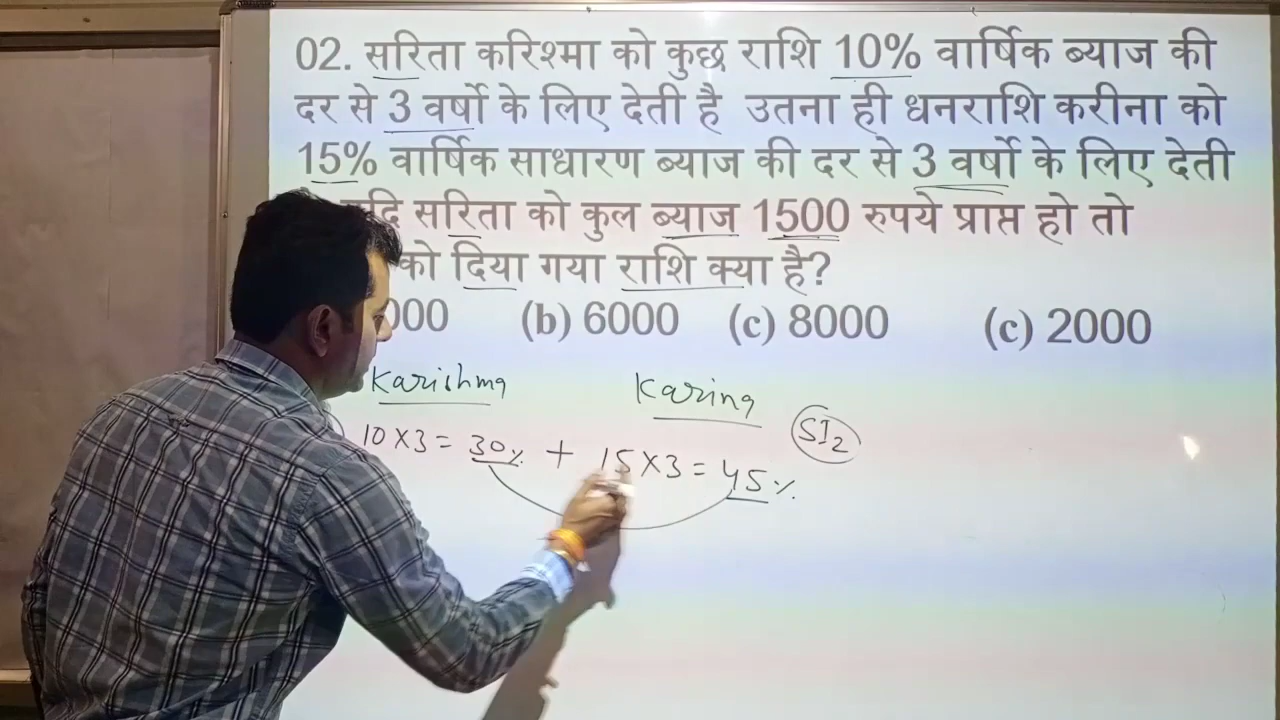 02. सरिता करिश्मा को कुछ राशि 10% वार्षिक ब्याज की
दर से 3 वर्षो के लिए देती है उतना ही धनराशि करीना को
15% वार्षिक साधारण ब्याज की दर से 3 वर्षो के लिए देती
सरिता को कुल ब्याज 1500 रुपये प्राप्त हो तो
को दिया गया राशि क्या है?
000 (b) 6000 (c) 8000 (c) 2000
Karishma Karina
10 × 3 = 30% + 15 × 3 = 45% SI2